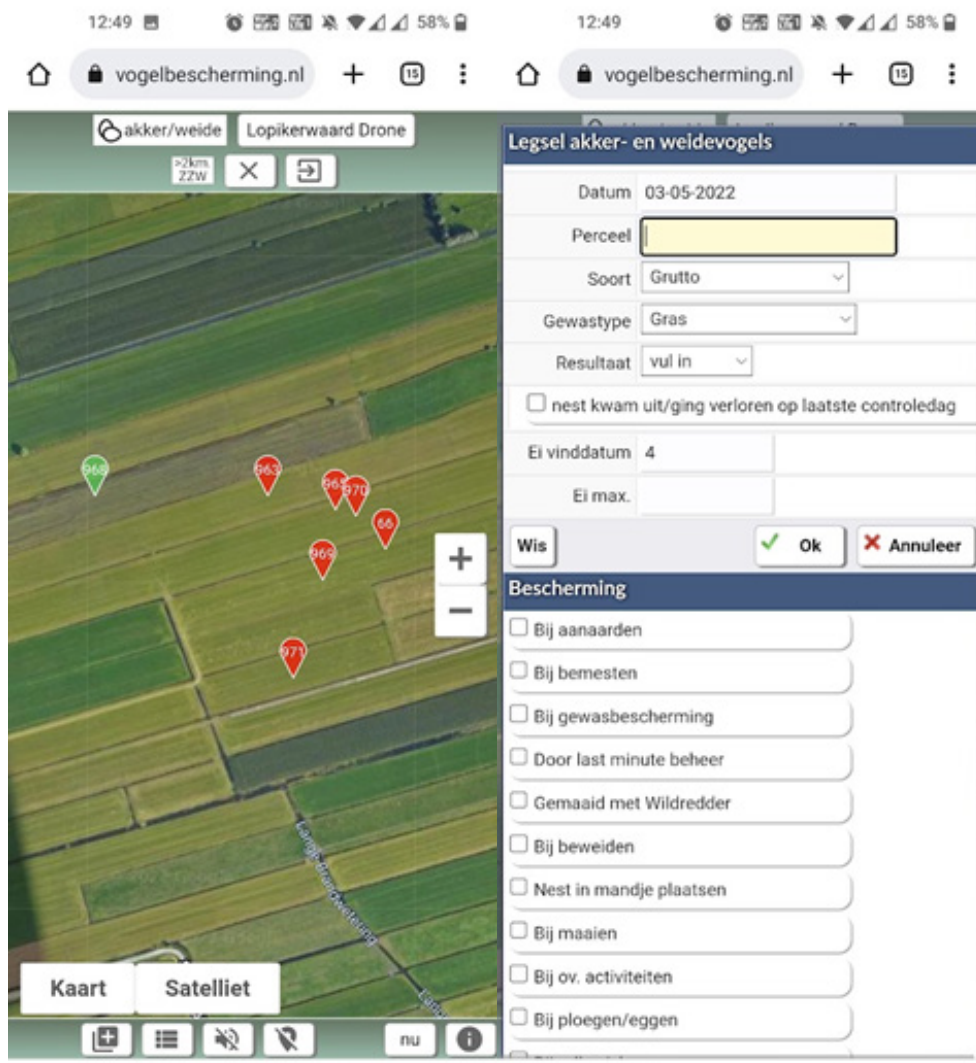 12:49
58%
vogelbescherming.nl
15
akker/weide
Lopikerwaard Drone
>2km
ZZW
968
963
965
970
66
969
971
+
−
Lange Brandwetering
Kaart
Satelliet
nu
12:49
58%
vogelbescherming.nl
15
Legsel akker- en weidevogels
Datum 03-05-2022
Perceel
Soort Grutto
Gewastype Gras
Resultaat vul in
nest kwam uit/ging verloren op laatste controledag
Ei vinddatum 4
Ei max.
Wis
Ok
Annuleer
Bescherming
Bij aanaarden
Bij bemesten
Bij gewasbescherming
Door last minute beheer
Gemaaid met Wildredder
Bij beweiden
Nest in mandje plaatsen
Bij maaien
Bij ov. activiteiten
Bij ploegen/eggen